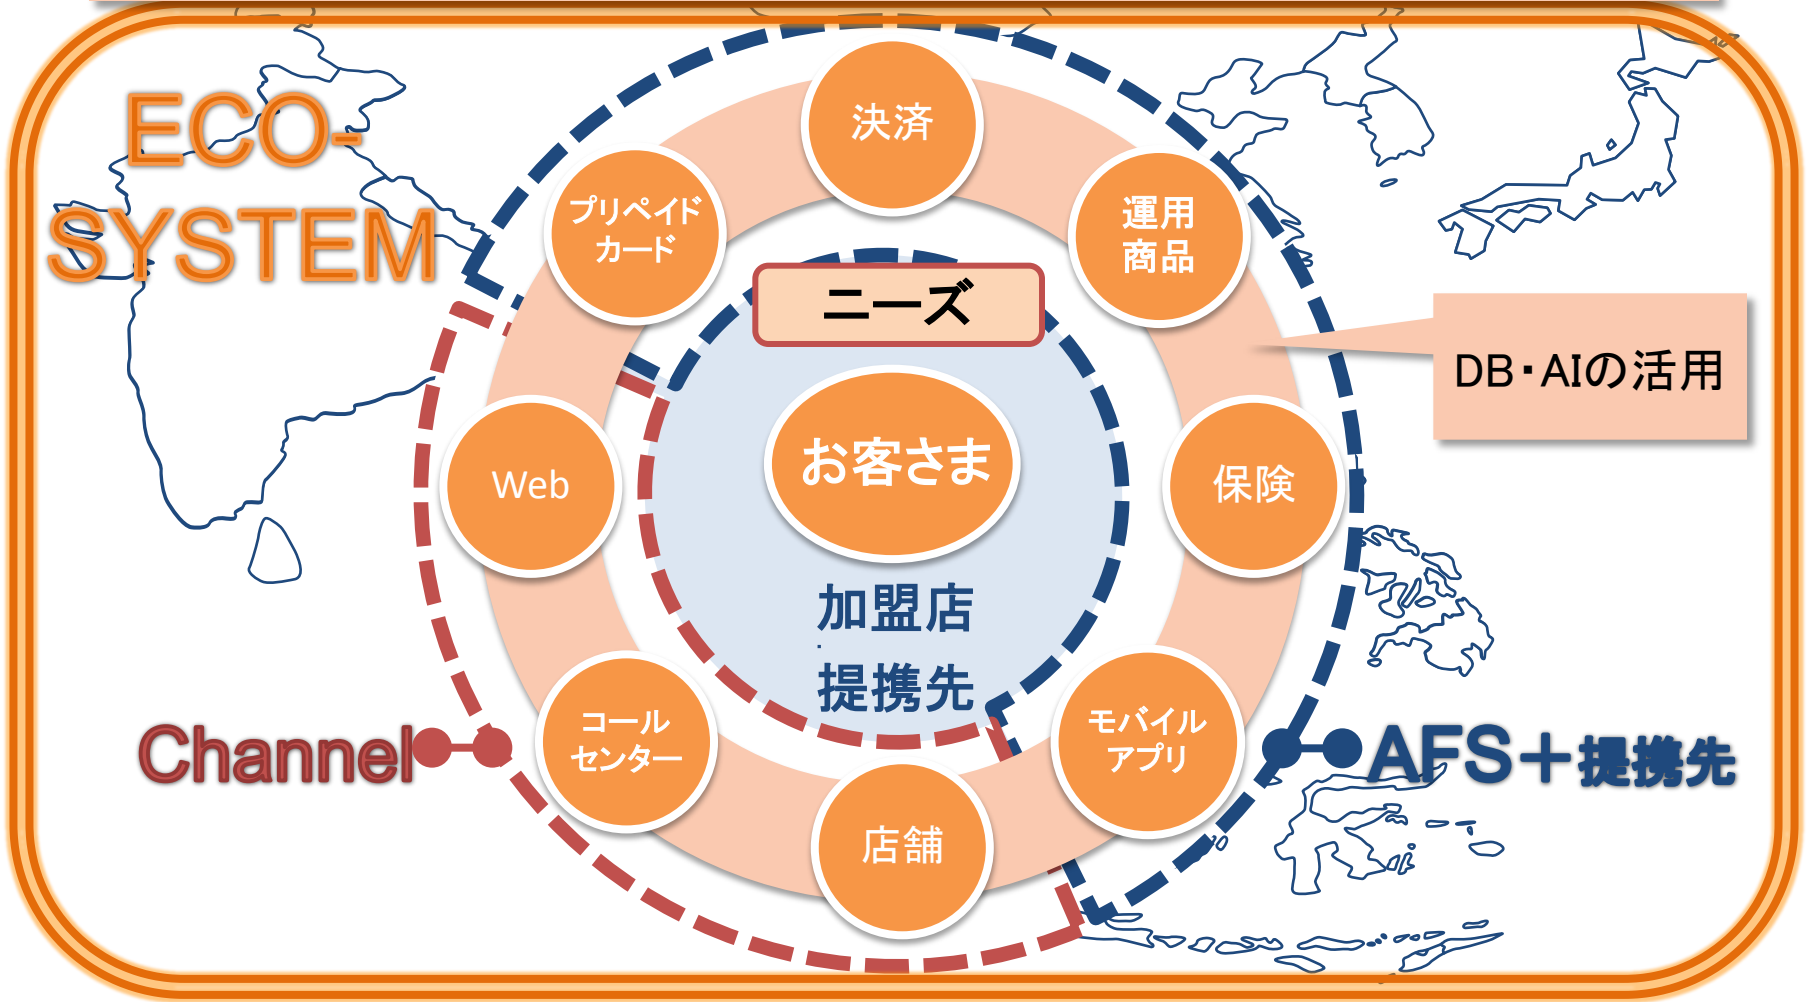 ECO-
SYSTEM
決済
プリペイド
カード
運用
商品
ニーズ
DB・AIの活用
お客さま
Web
保険
加盟店
・
提携先
コール
センター
モバイル
アプリ
Channel
AFS＋提携先
店舗